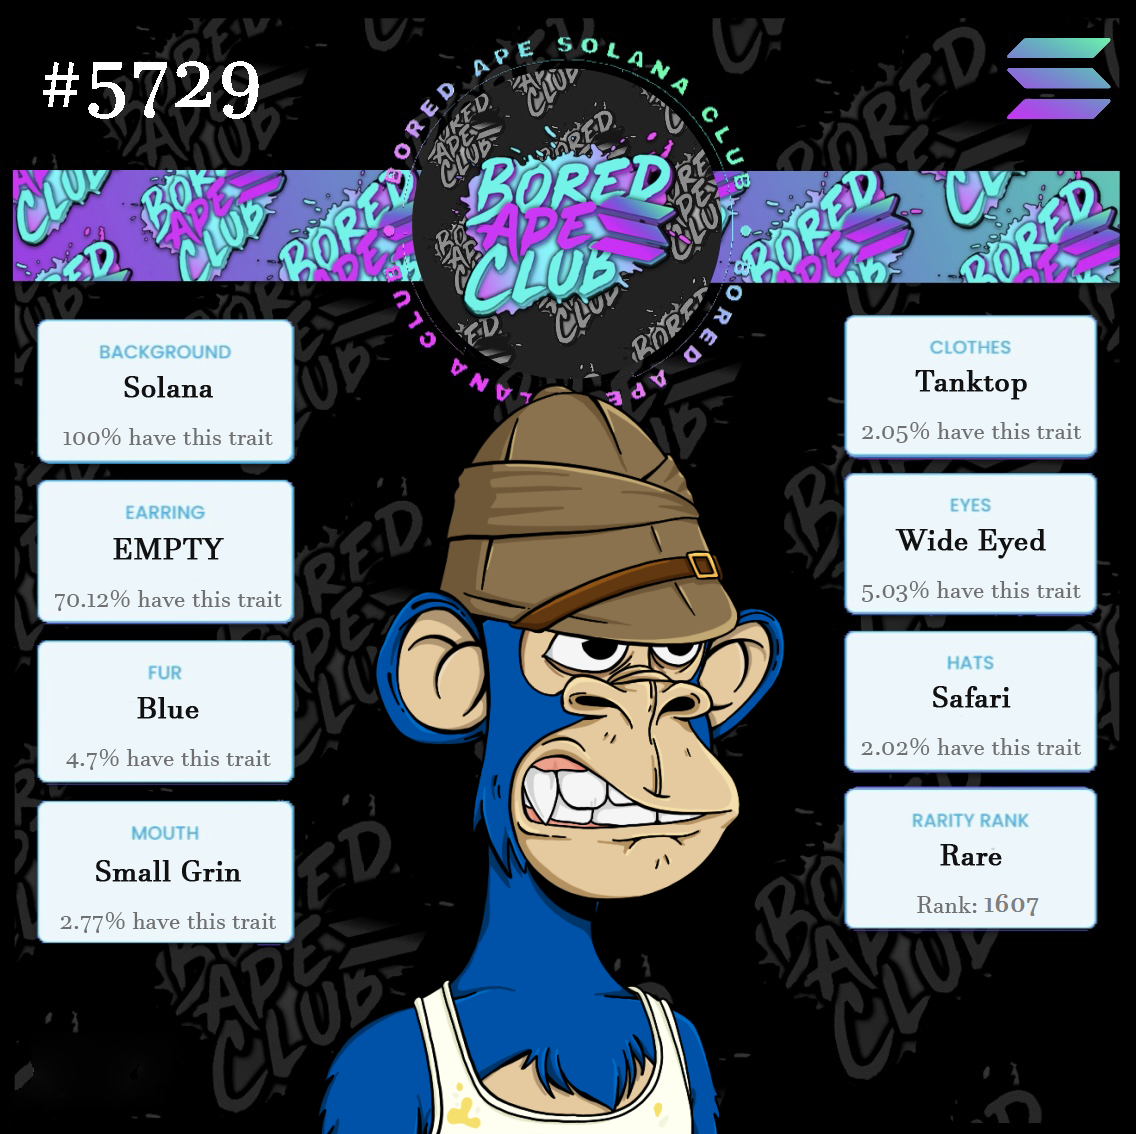 #5729
BORED APE SOLANA CLUB
BORED APE
LANA CLUB
BORED
APE
CLUB
BACKGROUND
Solana
100% have this trait
EARRING
EMPTY
70.12% have this trait
FUR
Blue
4.7% have this trait
MOUTH
Small Grin
2.77% have this trait
CLOTHES
Tanktop
2.05% have this trait
EYES
Wide Eyed
5.03% have this trait
HATS
Safari
2.02% have this trait
RARITY RANK
Rare
Rank: 1607